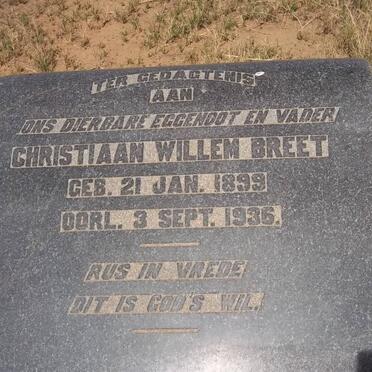 TER GEDAGTENIS
AAN
ONS DIERBARE EGGENOOT EN VADER
CHRISTIAAN WILLEM BREET
GEB. 21 JAN. 1899
OORL. 3 SEPT. 1936.
RUS IN VREDE
DIT IS GOD'S WIL.